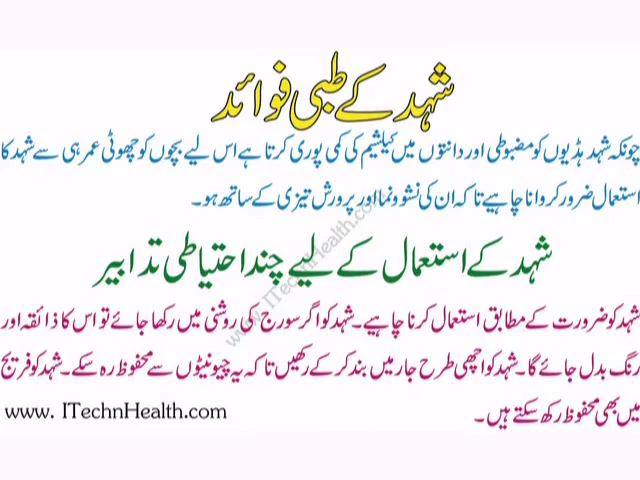 شہد کے طبی فوائد
چونکہ شہد ہڈیوں کو مضبوطی اور دانتوں میں کیلشیم کی کمی پوری کرتا ہے اس لیے بچوں کو چھوٹی عمر ہی سے شہد کا
استعمال ضرور کروانا چاہیے تاکہ ان کی نشوونما اور پرورش تیزی کے ساتھ ہو۔
شہد کے استعمال کے لیے چند احتیاطی تدابیر
شہد کو ضرورت کے مطابق استعمال کرنا چاہیے۔ شہد کو اگر سورج کی روشنی میں رکھا جائے تو اس کا ذائقہ اور
رنگ بدل جائے گا۔ شہد کو اچھی طرح جار میں بند کر کے رکھیں تاکہ یہ چیونٹیوں سے محفوظ رہ سکے۔ شہد کو فریج
میں بھی محفوظ رکھ سکتے ہیں۔
www. ITechnHealth.com
www. ITechnHealth.com